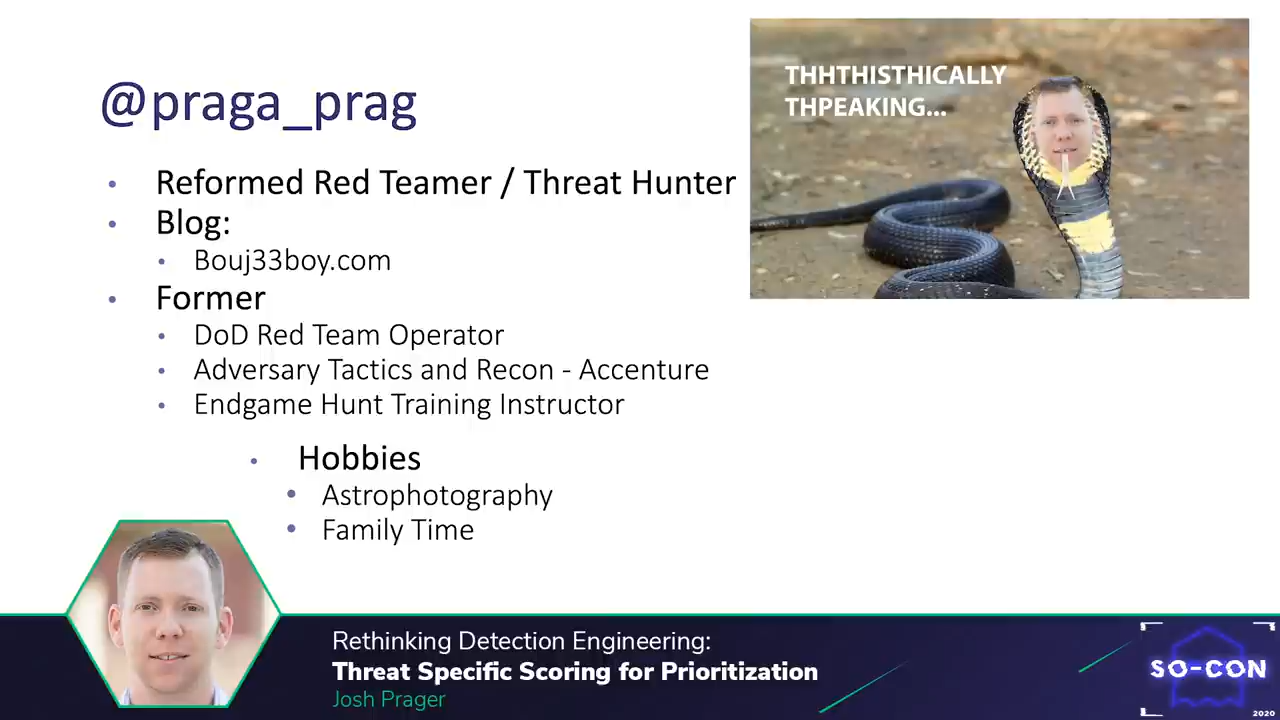 @praga_prag
THHTHISTHICALLY
THPEAKING...
• Reformed Red Teamer / Threat Hunter
• Blog:
• Bouj33boy.com
• Former
• DoD Red Team Operator
• Adversary Tactics and Recon - Accenture
• Endgame Hunt Training Instructor
• Hobbies
• Astrophotography
• Family Time
Rethinking Detection Engineering:
Threat Specific Scoring for Prioritization
Josh Prager
SO-CON
2020